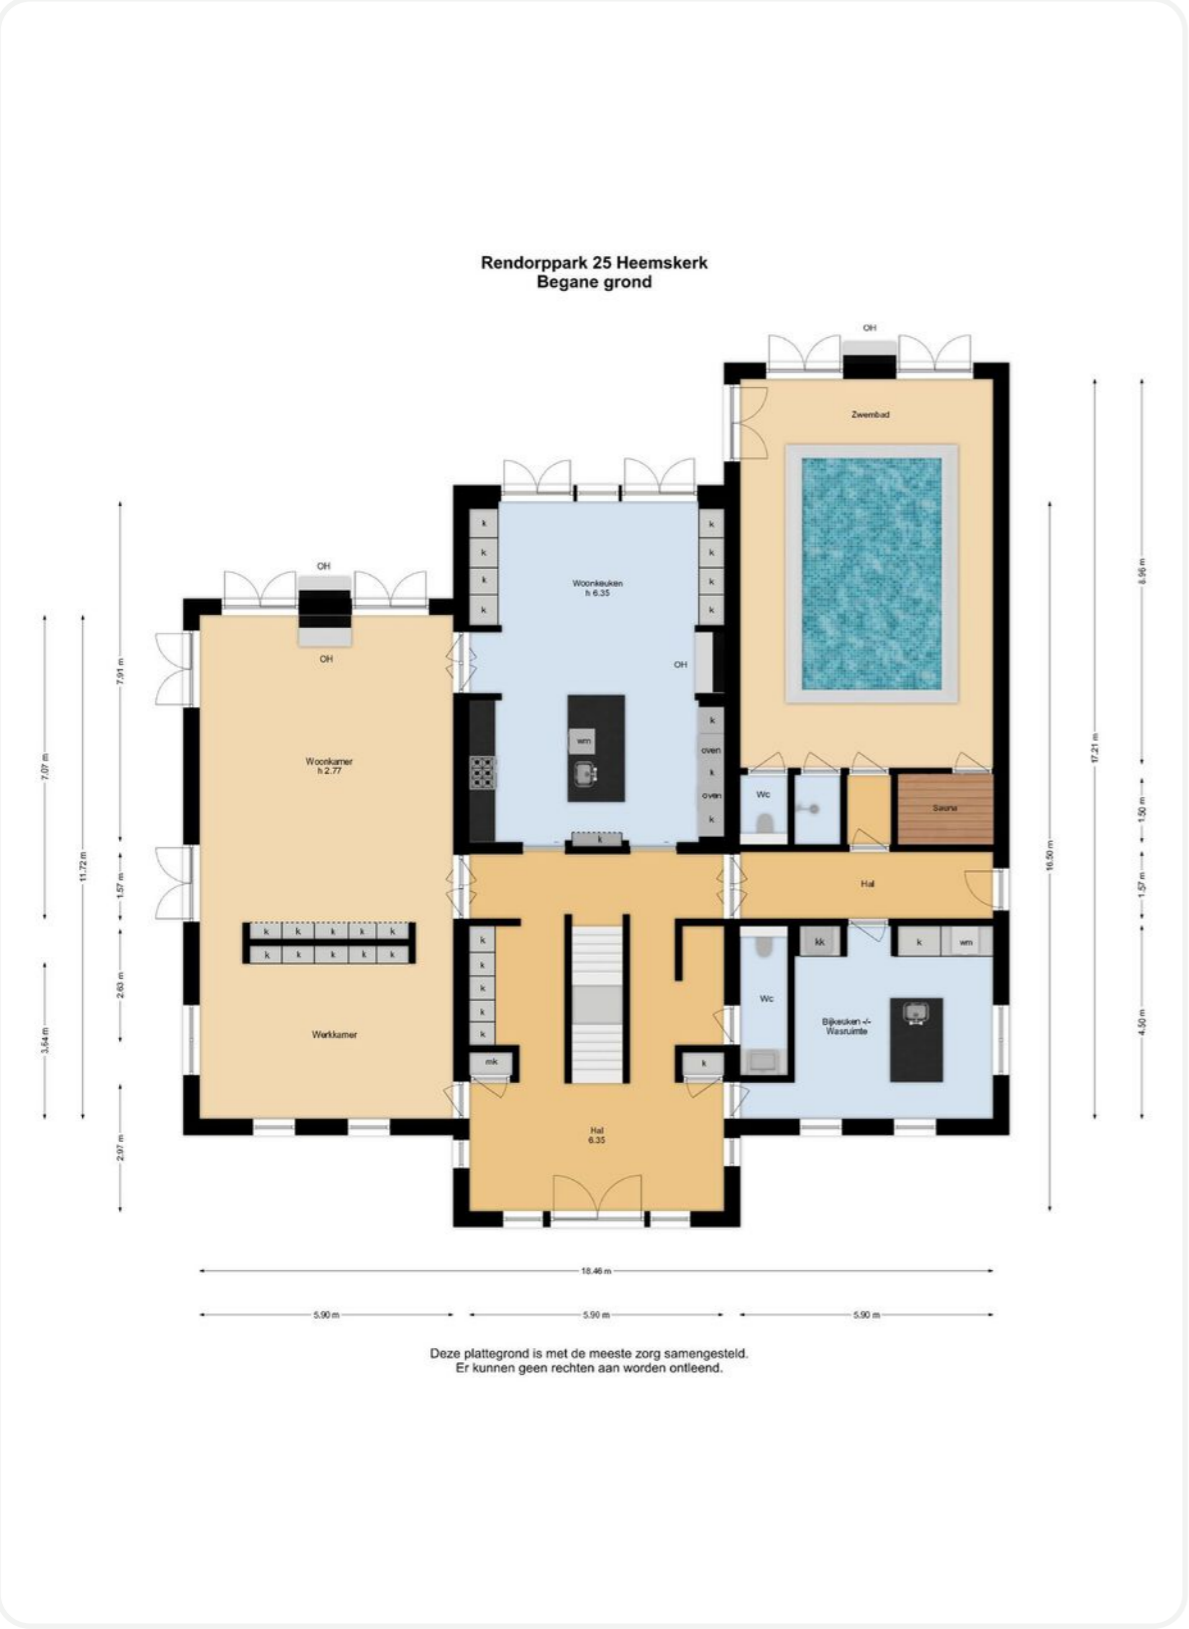 Rendorppark 25 Heemskerk
Begane grond
OH
Zwembad
k
k
k
k
Woonkeuken
h 6.35
k
k
k
k
OH
OH
OH
Woonkamer
h 2.77
wm
k
oven
k
oven
k
k
Wc
Sauna
Hal
k k k k k
k k k k k
Werkkamer
k
k
k
k
k
mk
k
Wc
kk
k
wm
Bijkeuken -/-
Wasruimte
Hal
6.35
7.07 m
3.64 m
11.72 m
7.91 m
1.57 m
2.63 m
2.97 m
16.50 m
17.21 m
8.96 m
1.50 m
1.57 m
4.50 m
18.46 m
5.90 m
5.90 m
5.90 m
Deze plattegrond is met de meeste zorg samengesteld.
Er kunnen geen rechten aan worden ontleend.